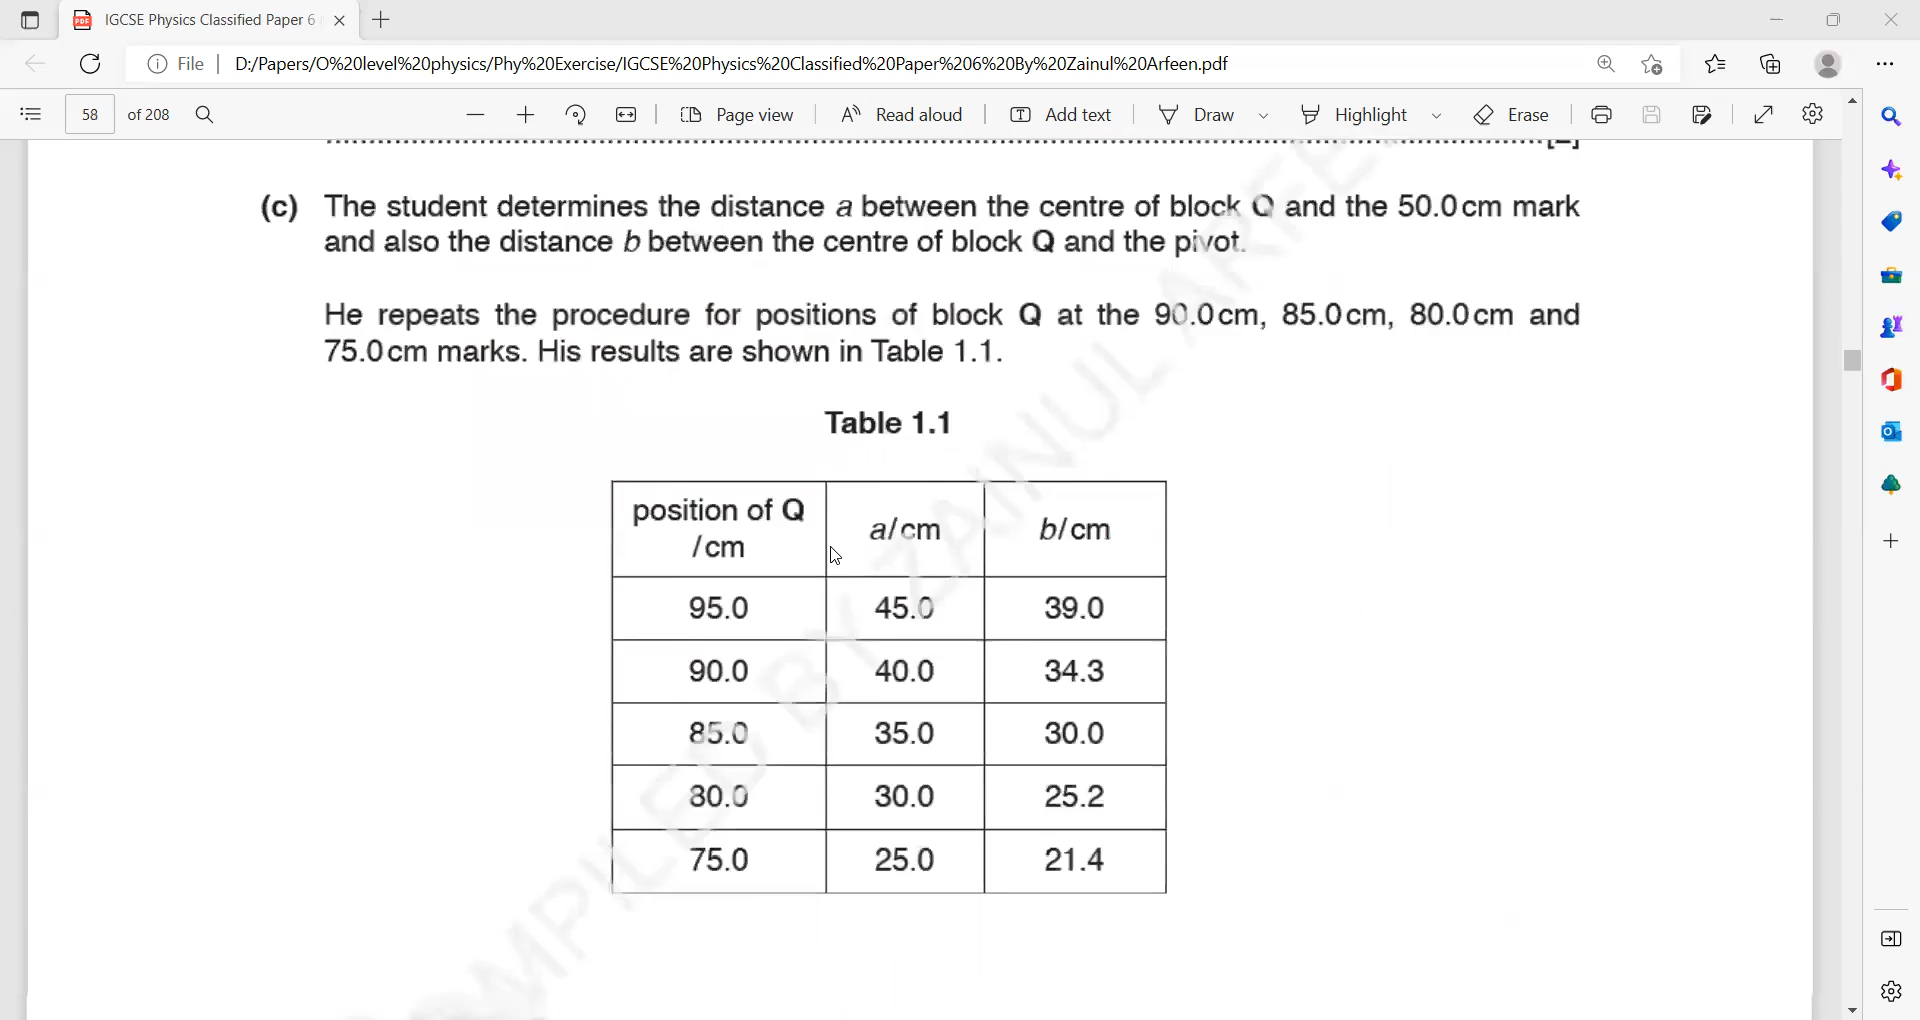 IGCSE Physics Classified Paper 6
File
D:/Papers/O%20level%20physics/Phy%20Exercise/IGCSE%20Physics%20Classified%20Paper%206%20By%20Zainul%20Arfeen.pdf
58 of 208
Page view
Read aloud
Add text
Draw
Highlight
Erase
(c) The student determines the distance a between the centre of block Q and the 50.0 cm mark
and also the distance b between the centre of block Q and the pivot.
He repeats the procedure for positions of block Q at the 90.0 cm, 85.0 cm, 80.0 cm and
75.0 cm marks. His results are shown in Table 1.1.
Table 1.1
position of Q
/cm
a/cm
b/cm
95.0 45.0 39.0
90.0 40.0 34.3
85.0 35.0 30.0
80.0 30.0 25.2
75.0 25.0 21.4
COMPILED BY ZAINUL ARFE